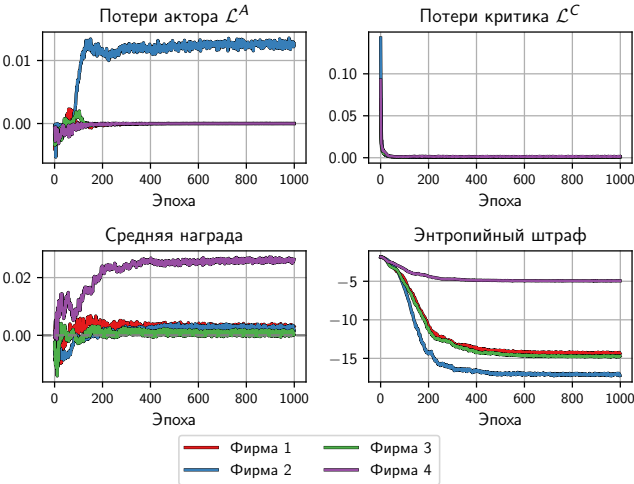 Потери актора ℒᴬ
Потери критика ℒᶜ
0.01
0.00
0 200 400 600 800 1000
Эпоха
0.10
0.05
0.00
0 200 400 600 800 1000
Эпоха
Средняя награда
Энтропийный штраф
0.02
0.00
0 200 400 600 800 1000
Эпоха
−5
−10
−15
0 200 400 600 800 1000
Эпоха
Фирма 1
Фирма 2
Фирма 3
Фирма 4